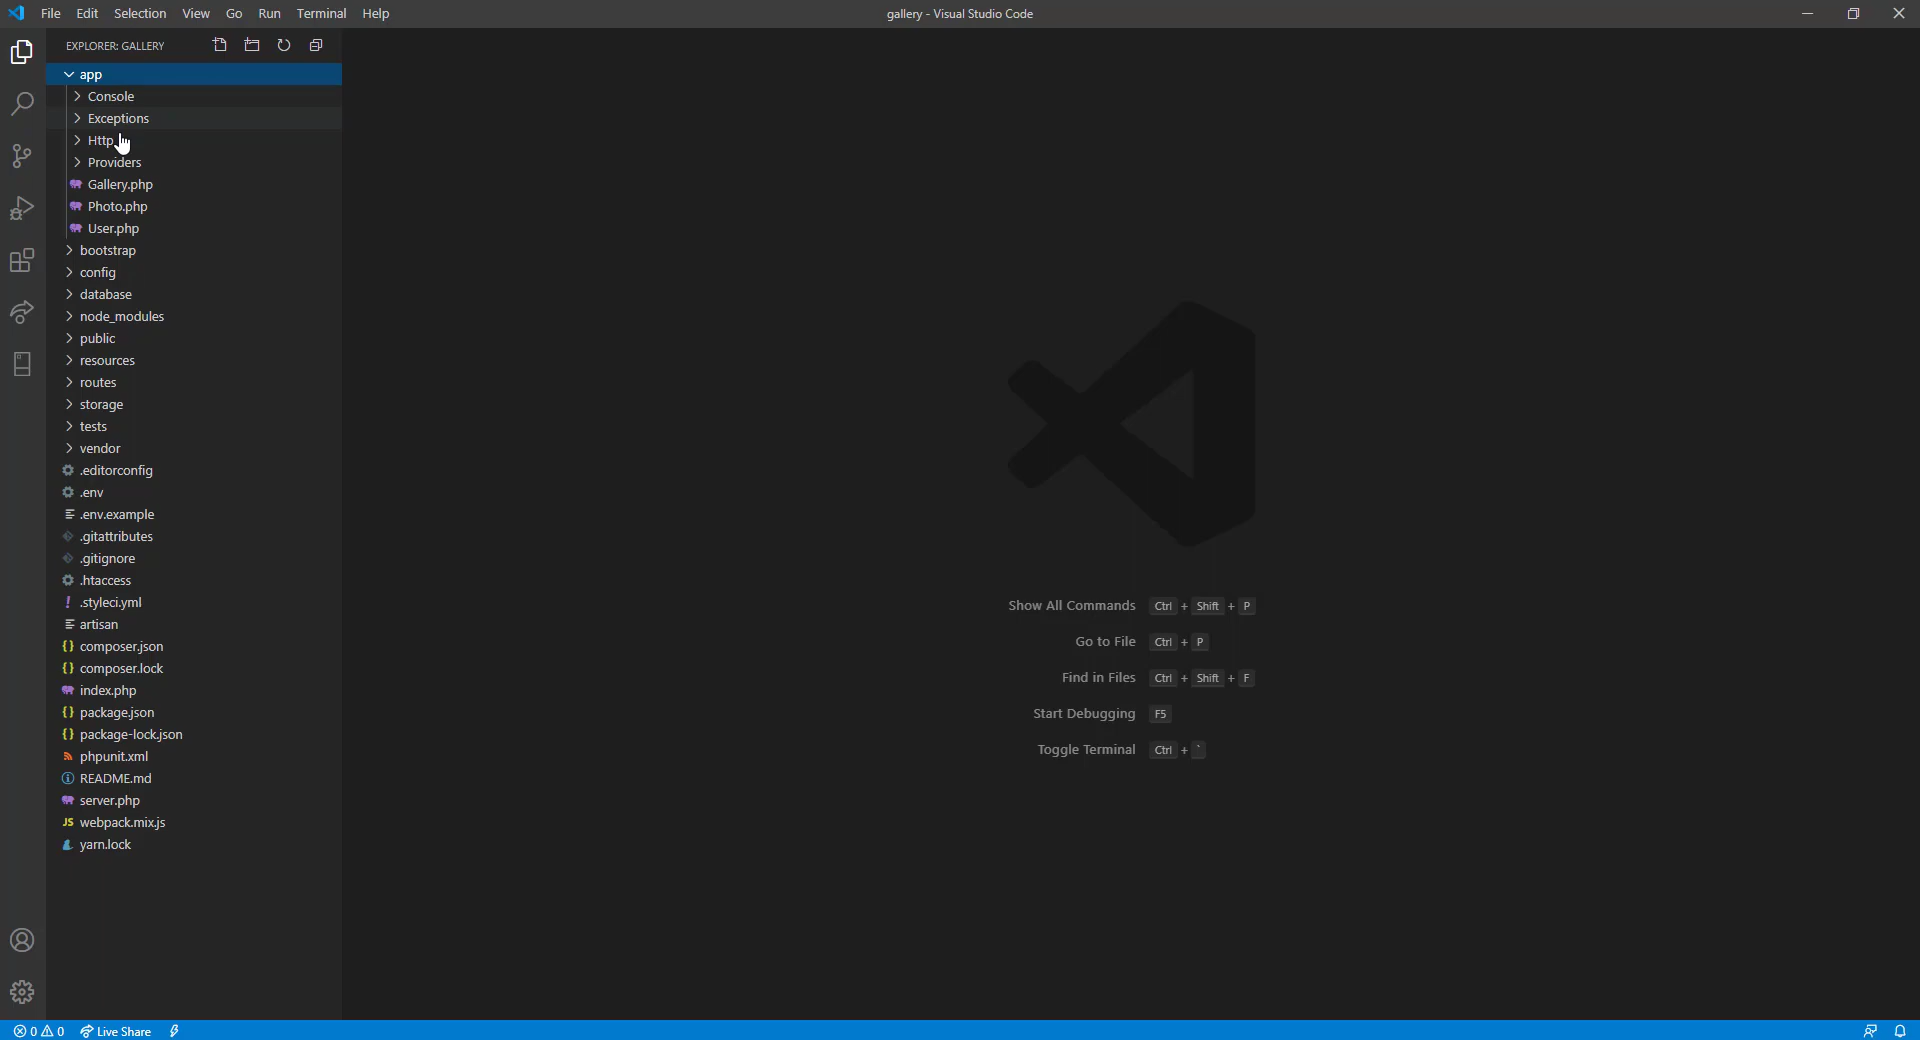 File Edit Selection View Go Run Terminal Help
gallery - Visual Studio Code
EXPLORER: GALLERY
app
Console
Exceptions
Http
Providers
Gallery.php
Photo.php
User.php
bootstrap
config
database
node_modules
public
resources
routes
storage
tests
vendor
.editorconfig
.env
.env.example
.gitattributes
.gitignore
.htaccess
.styleci.yml
artisan
{} composer.json
{} composer.lock
index.php
{} package.json
{} package-lock.json
phpunit.xml
README.md
server.php
JS webpack.mix.js
yarn.lock
Show All Commands Ctrl + Shift + P
Go to File Ctrl + P
Find in Files Ctrl + Shift + F
Start Debugging F5
Toggle Terminal Ctrl + `
0 0 Live Share